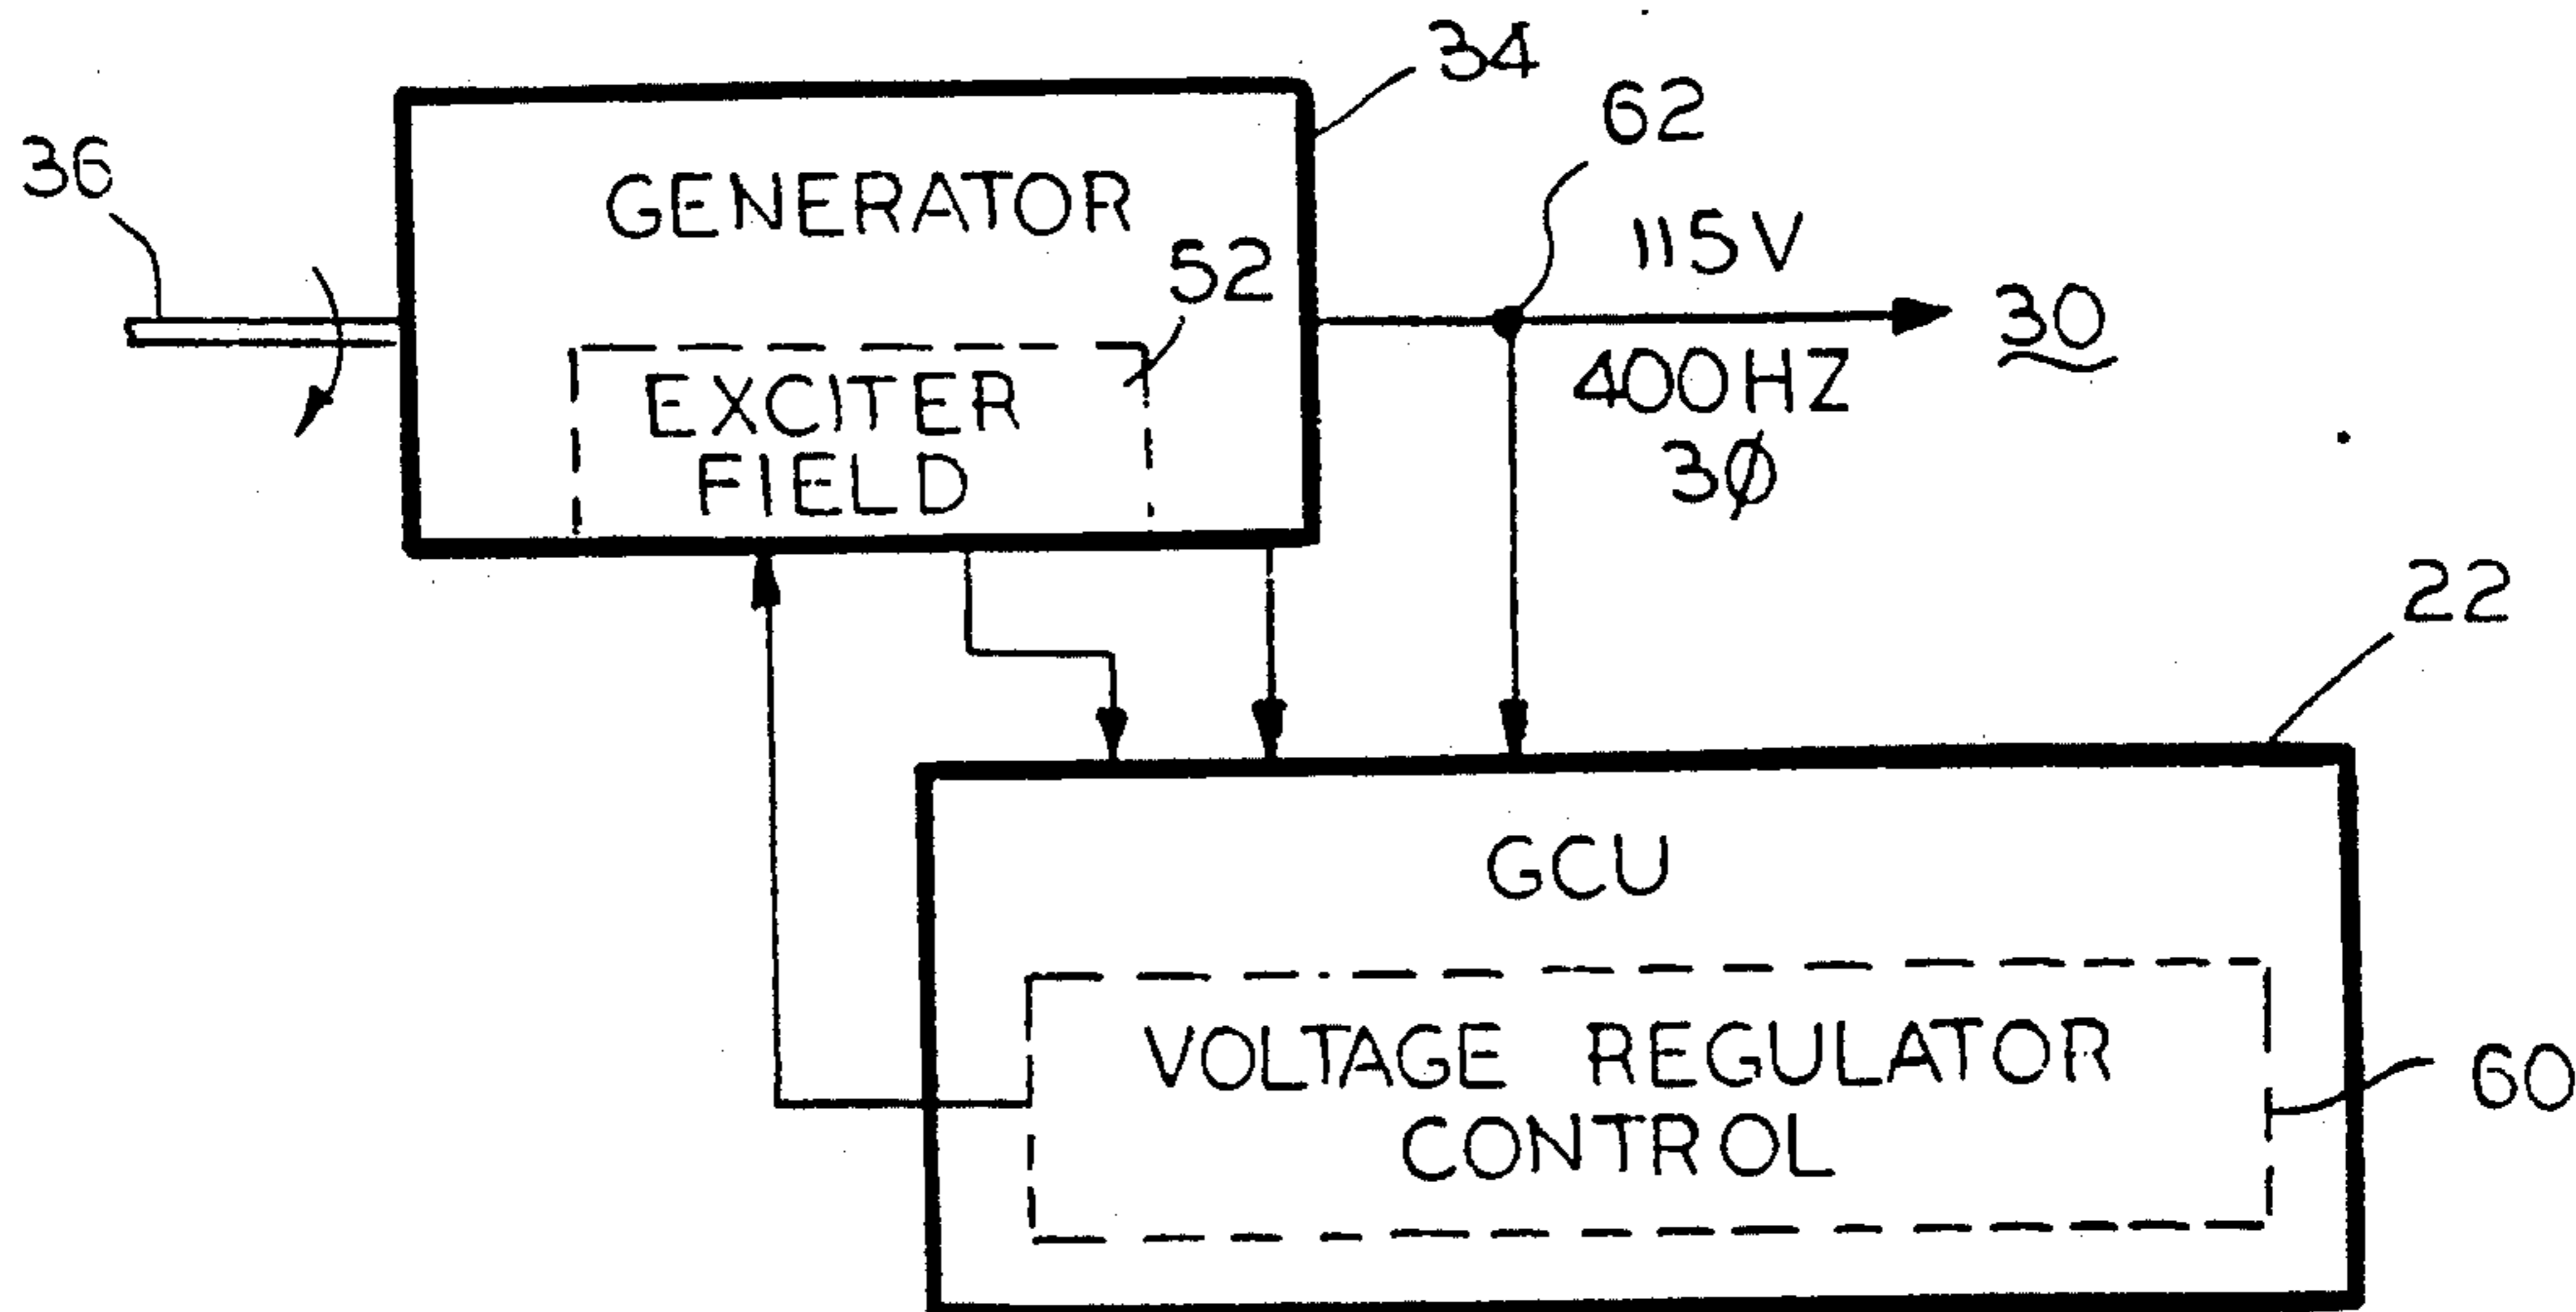 34
62
36
GENERATOR
52
115V
30
EXCITER
FIELD
400HZ
3ø
22
GCU
VOLTAGE REGULATOR
CONTROL
60